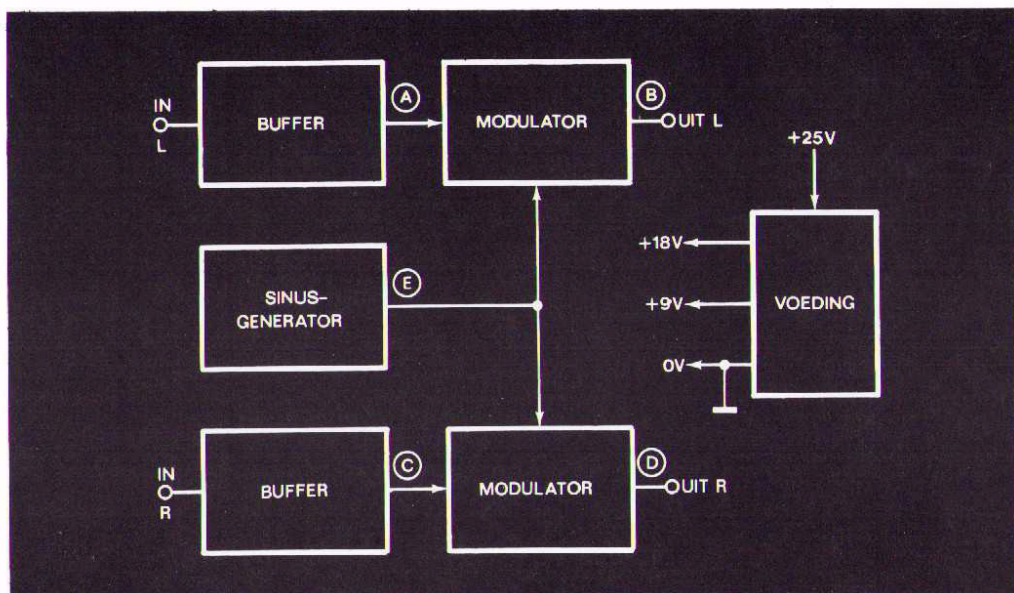 IN
L
BUFFER
A
MODULATOR
B
UIT L
+25V
SINUS-
GENERATOR
E
+18V
+9V
0V
VOEDING
IN
R
BUFFER
C
MODULATOR
D
UIT R